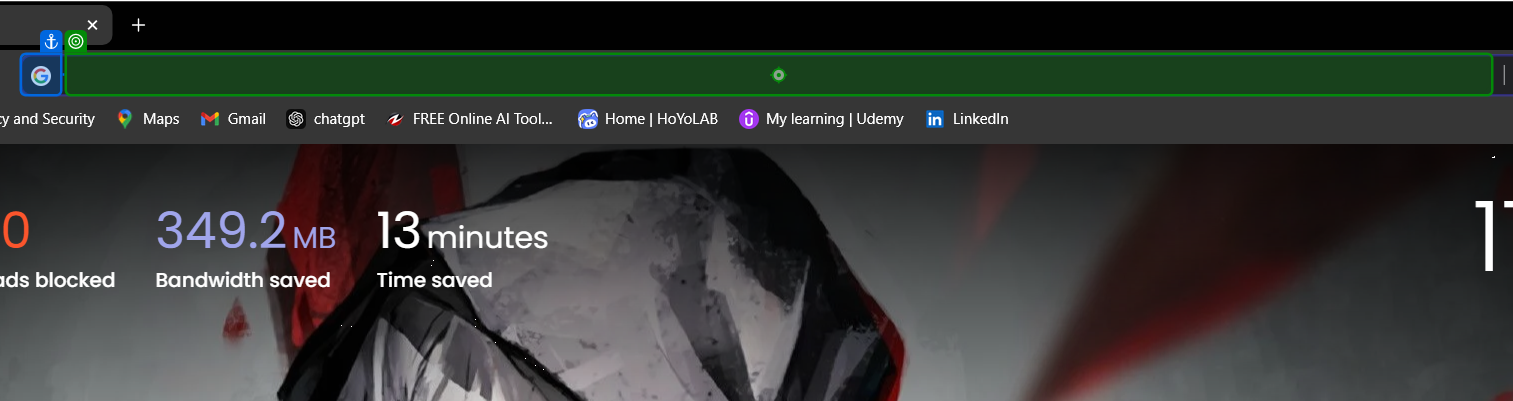 cy and Security Maps Gmail chatgpt FREE Online AI Tool... Home | HoYoLAB My learning | Udemy LinkedIn
0 349.2 MB 13 minutes
ads blocked Bandwidth saved Time saved